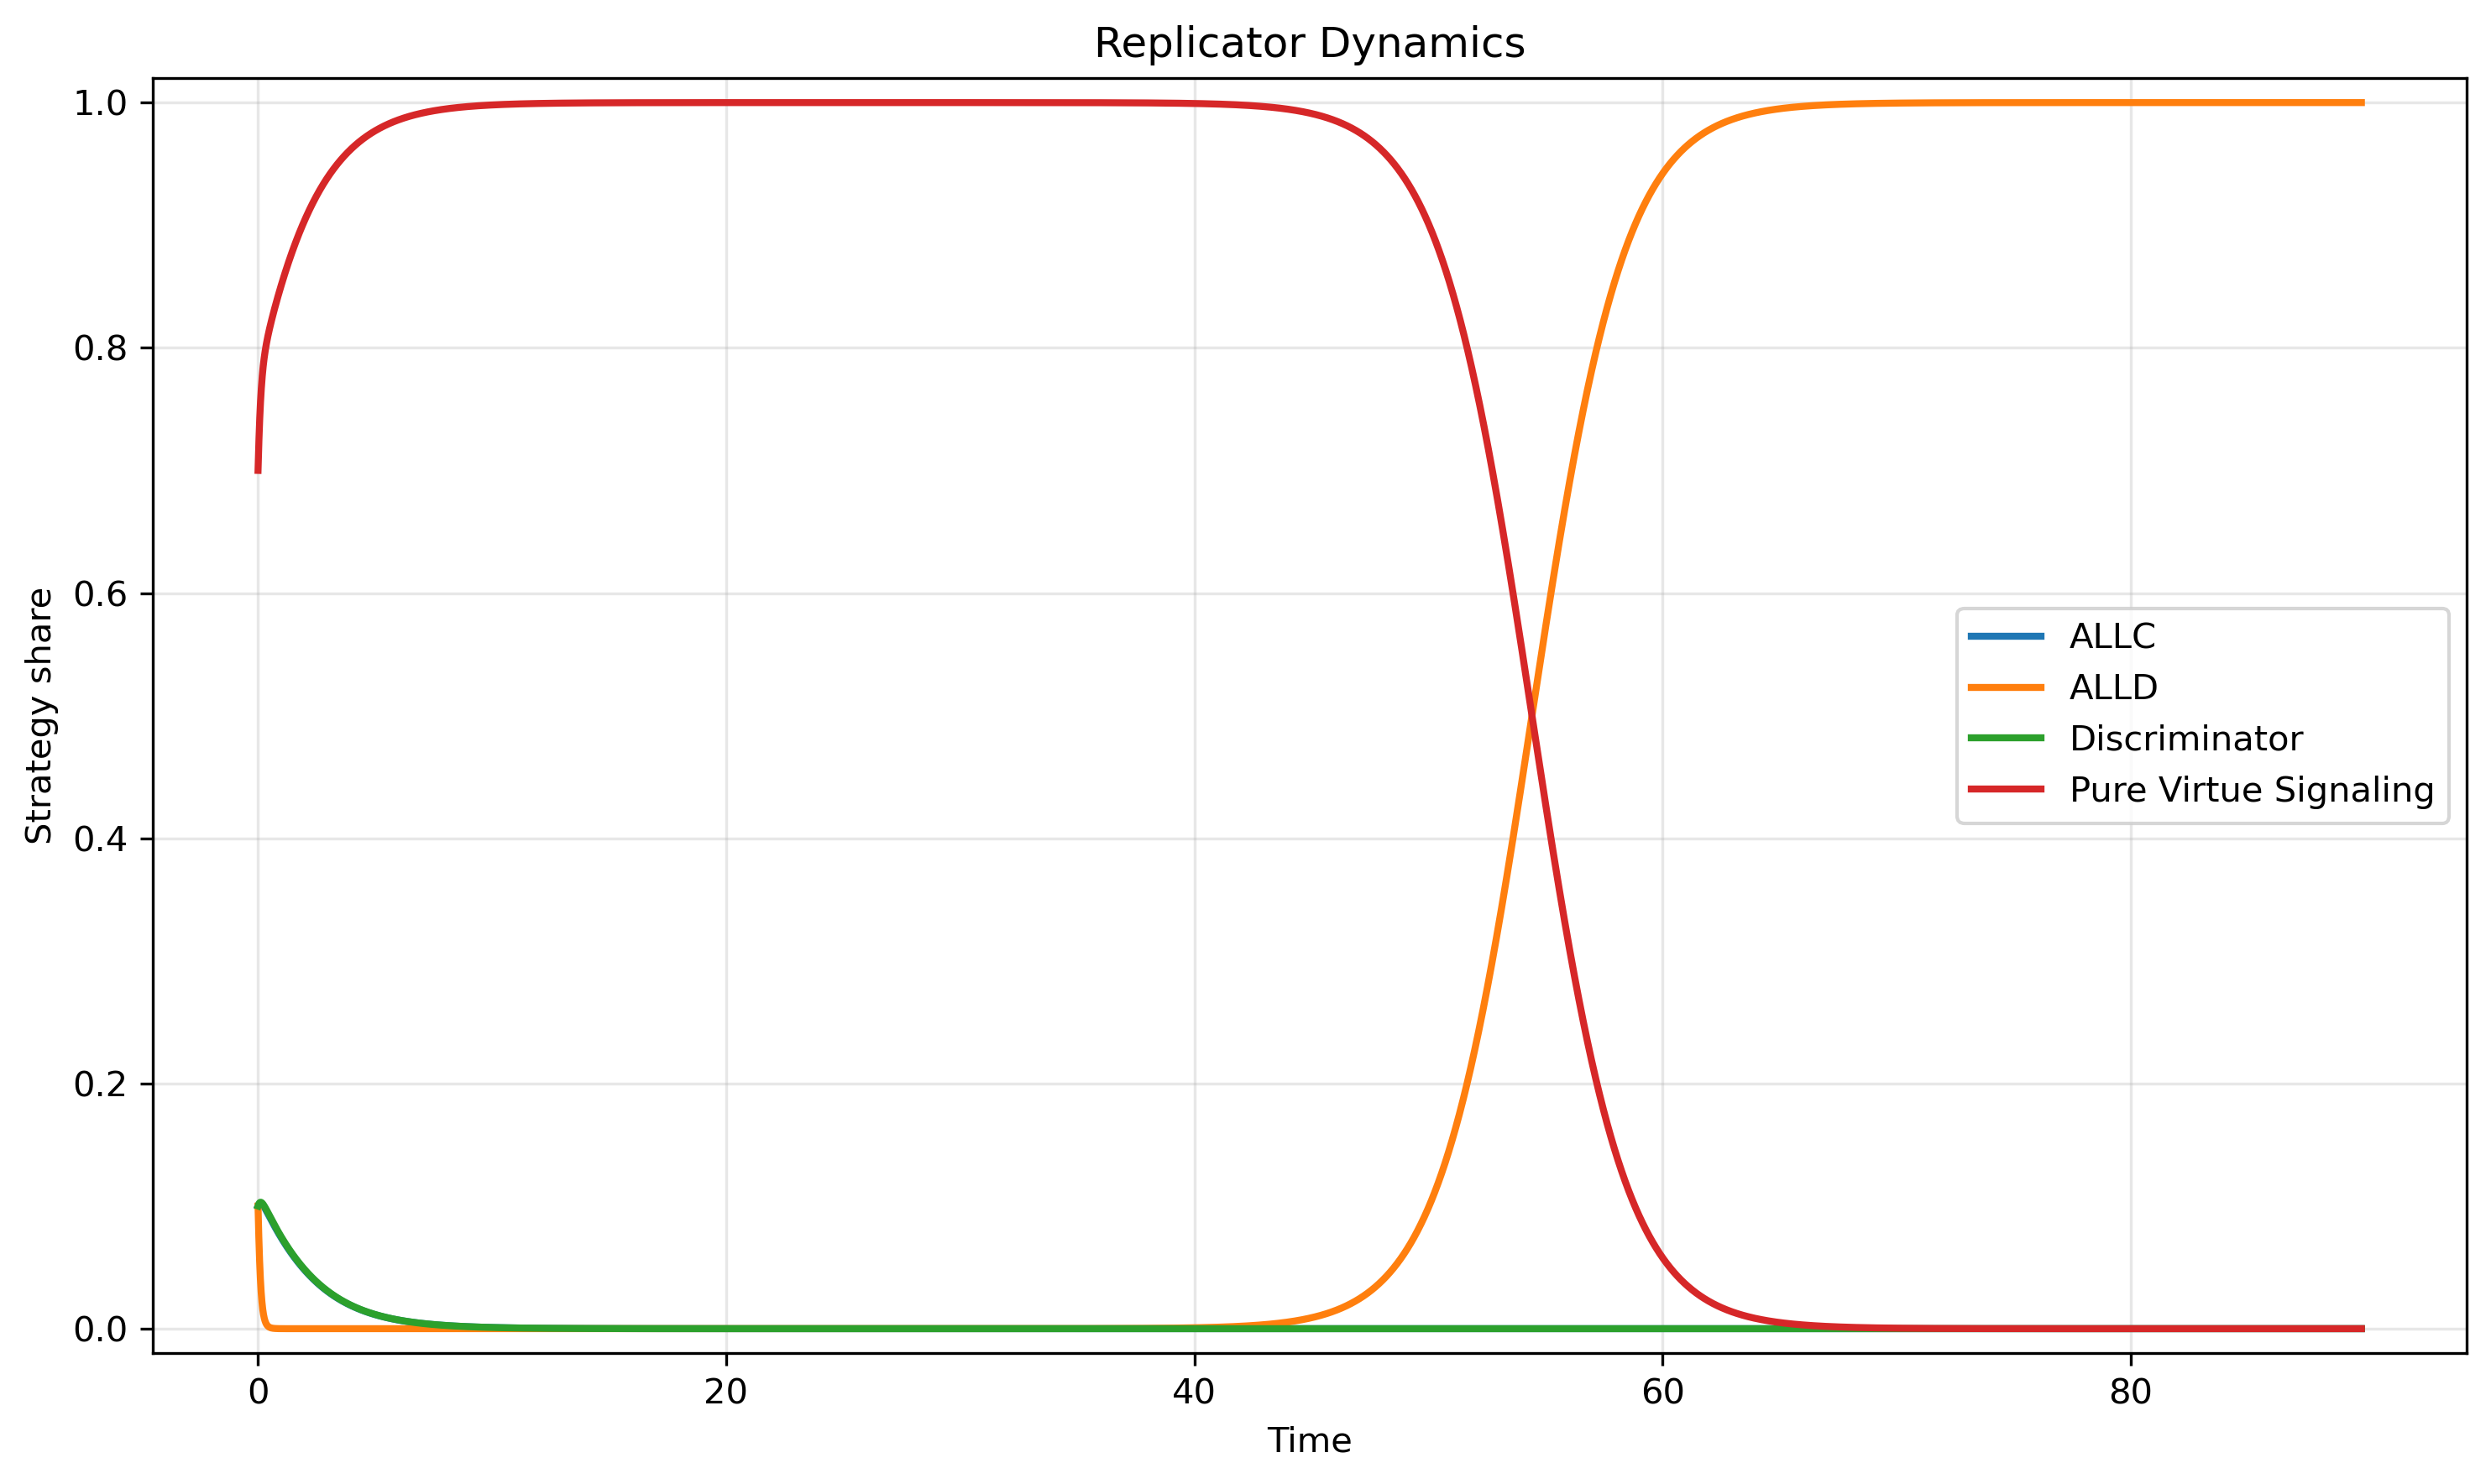 Replicator Dynamics
Strategy share
1.0
0.8
0.6
0.4
0.2
0.0
ALLC
ALLD
Discriminator
Pure Virtue Signaling
0
20
40
60
80
Time